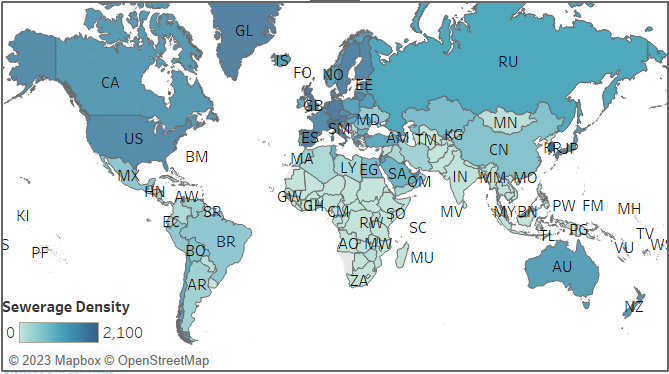 GL
IS
FO
NO
RU
CA
EE
GB
MD
MN
US
ES
SM
AM
TM
KG
CN
KR
JP
BM
MA
LY
EG
SA
OM
IN
MM
MO
MX
HN
AW
GW
GH
CM
SO
MV
MY
BN
PW
FM
MH
KI
EC
SR
RW
SC
TL
PG
TV
S
PF
BO
BR
AO
MW
MU
VU
WS
AR
ZA
AU
NZ
Sewerage Density
0
2,100
© 2023 Mapbox © OpenStreetMap